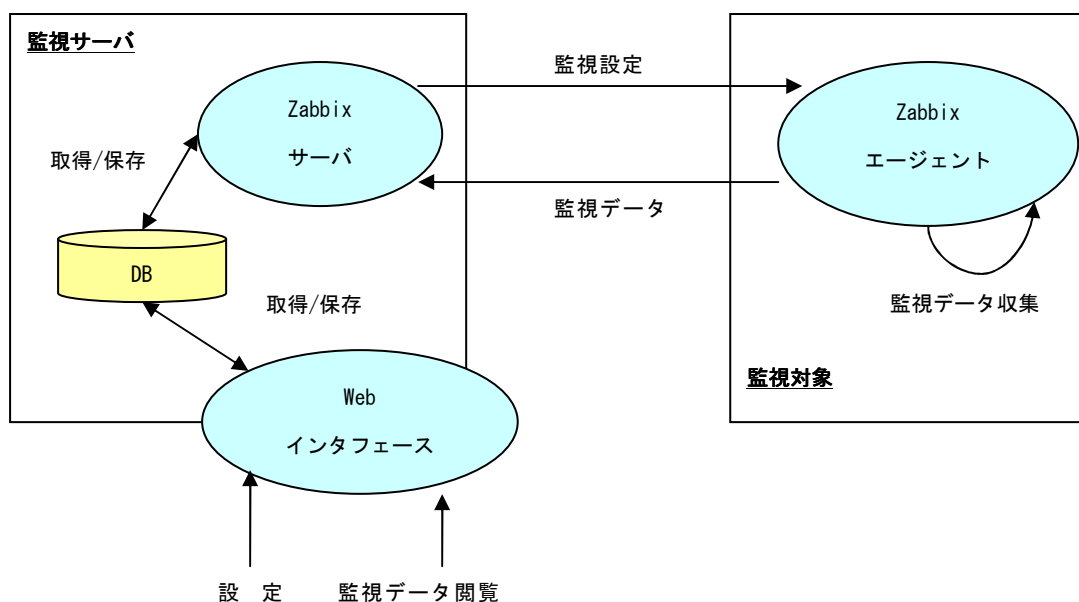 監視サーバ
Zabbix
サーバ
取得/保存
DB
取得/保存
Web
インタフェース
設　定
監視データ閲覧
監視設定
監視データ
Zabbix
エージェント
監視データ収集
監視対象